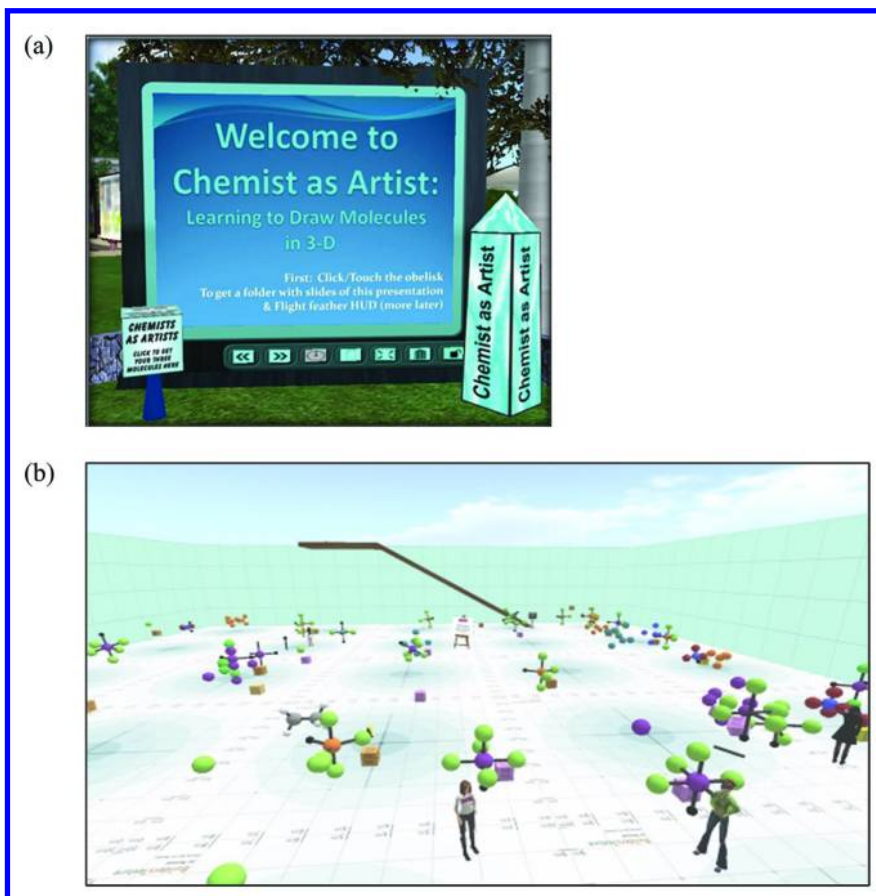 (a)
Welcome to
Chemist as Artist:
Learning to Draw Molecules
in 3-D
First: Click/Touch the obelisk
To get a folder with slides of this presentation
& Flight feather HUD (more later)
CHEMISTS
AS ARTISTS
CLICK TO GET
YOUR THREE
MOLECULES HERE
Chemist as Artist
Chemist as Artist
(b)